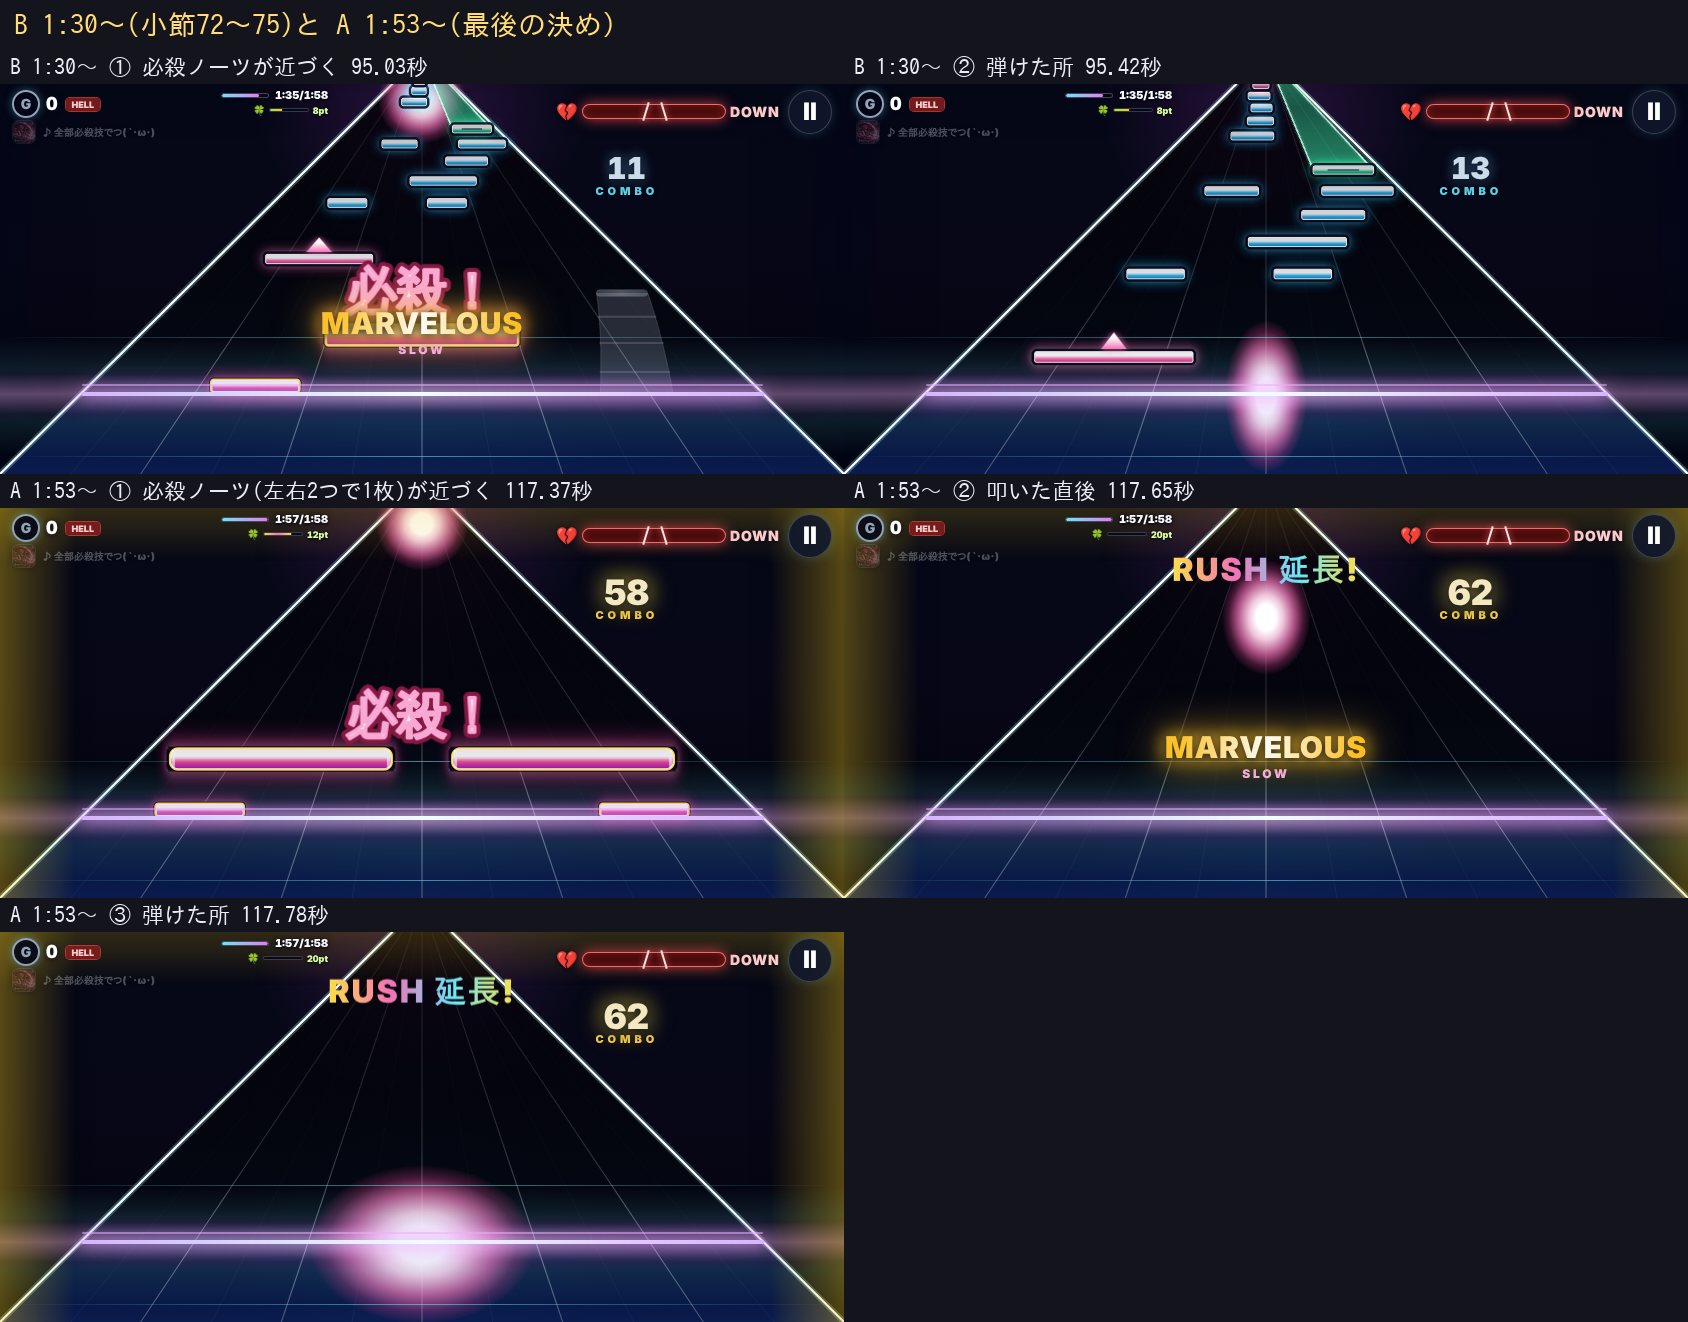 B 1:30〜(小節72〜75)と A 1:53〜(最後の決め)
B 1:30〜 ① 必殺ノーツが近づく 95.03秒
G 0 HELL
1:35/1:58
8pt
DOWN
♪ 全部必殺技でつ(`･ω･)
11
COMBO
必殺！
MARVELOUS
SLOW
B 1:30〜 ② 弾けた所 95.42秒
G 0 HELL
1:35/1:58
8pt
DOWN
♪ 全部必殺技でつ(`･ω･)
13
COMBO
A 1:53〜 ① 必殺ノーツ(左右2つで1枚)が近づく 117.37秒
G 0 HELL
1:57/1:58
12pt
DOWN
♪ 全部必殺技でつ(`･ω･)
58
COMBO
必殺！
A 1:53〜 ② 叩いた直後 117.65秒
G 0 HELL
1:57/1:58
20pt
DOWN
♪ 全部必殺技でつ(`･ω･)
RUSH 延長!
62
COMBO
MARVELOUS
SLOW
A 1:53〜 ③ 弾けた所 117.78秒
G 0 HELL
1:57/1:58
20pt
DOWN
♪ 全部必殺技でつ(`･ω･)
RUSH 延長!
62
COMBO